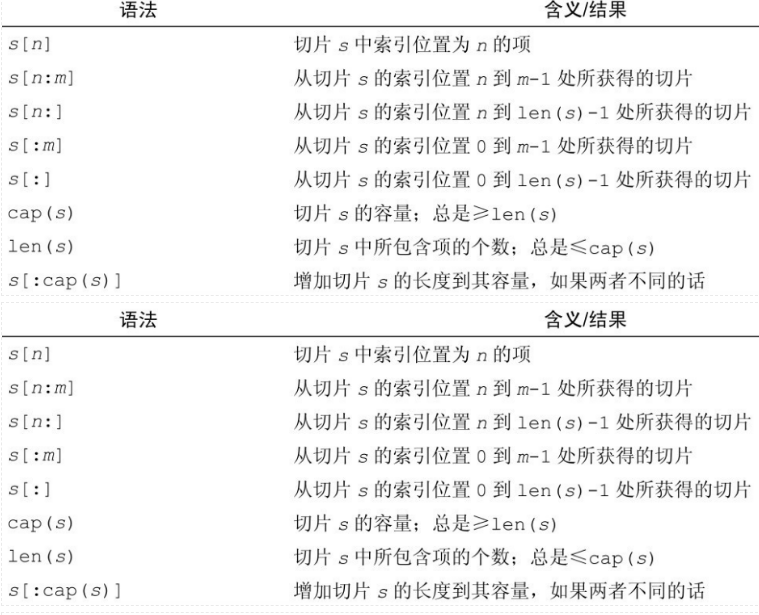 语法 含义/结果
s[n] 切片 s 中索引位置为 n 的项
s[n:m] 从切片 s 的索引位置 n 到 m-1 处所获得的切片
s[n:] 从切片 s 的索引位置 n 到 len(s)-1 处所获得的切片
s[:m] 从切片 s 的索引位置 0 到 m-1 处所获得的切片
s[:] 从切片 s 的索引位置 0 到 len(s)-1 处所获得的切片
cap(s) 切片 s 的容量；总是≥len(s)
len(s) 切片 s 中所包含项的个数；总是≤cap(s)
s[:cap(s)] 增加切片 s 的长度到其容量，如果两者不同的话
语法 含义/结果
s[n] 切片 s 中索引位置为 n 的项
s[n:m] 从切片 s 的索引位置 n 到 m-1 处所获得的切片
s[n:] 从切片 s 的索引位置 n 到 len(s)-1 处所获得的切片
s[:m] 从切片 s 的索引位置 0 到 m-1 处所获得的切片
s[:] 从切片 s 的索引位置 0 到 len(s)-1 处所获得的切片
cap(s) 切片 s 的容量；总是≥len(s)
len(s) 切片 s 中所包含项的个数；总是≤cap(s)
s[:cap(s)] 增加切片 s 的长度到其容量，如果两者不同的话